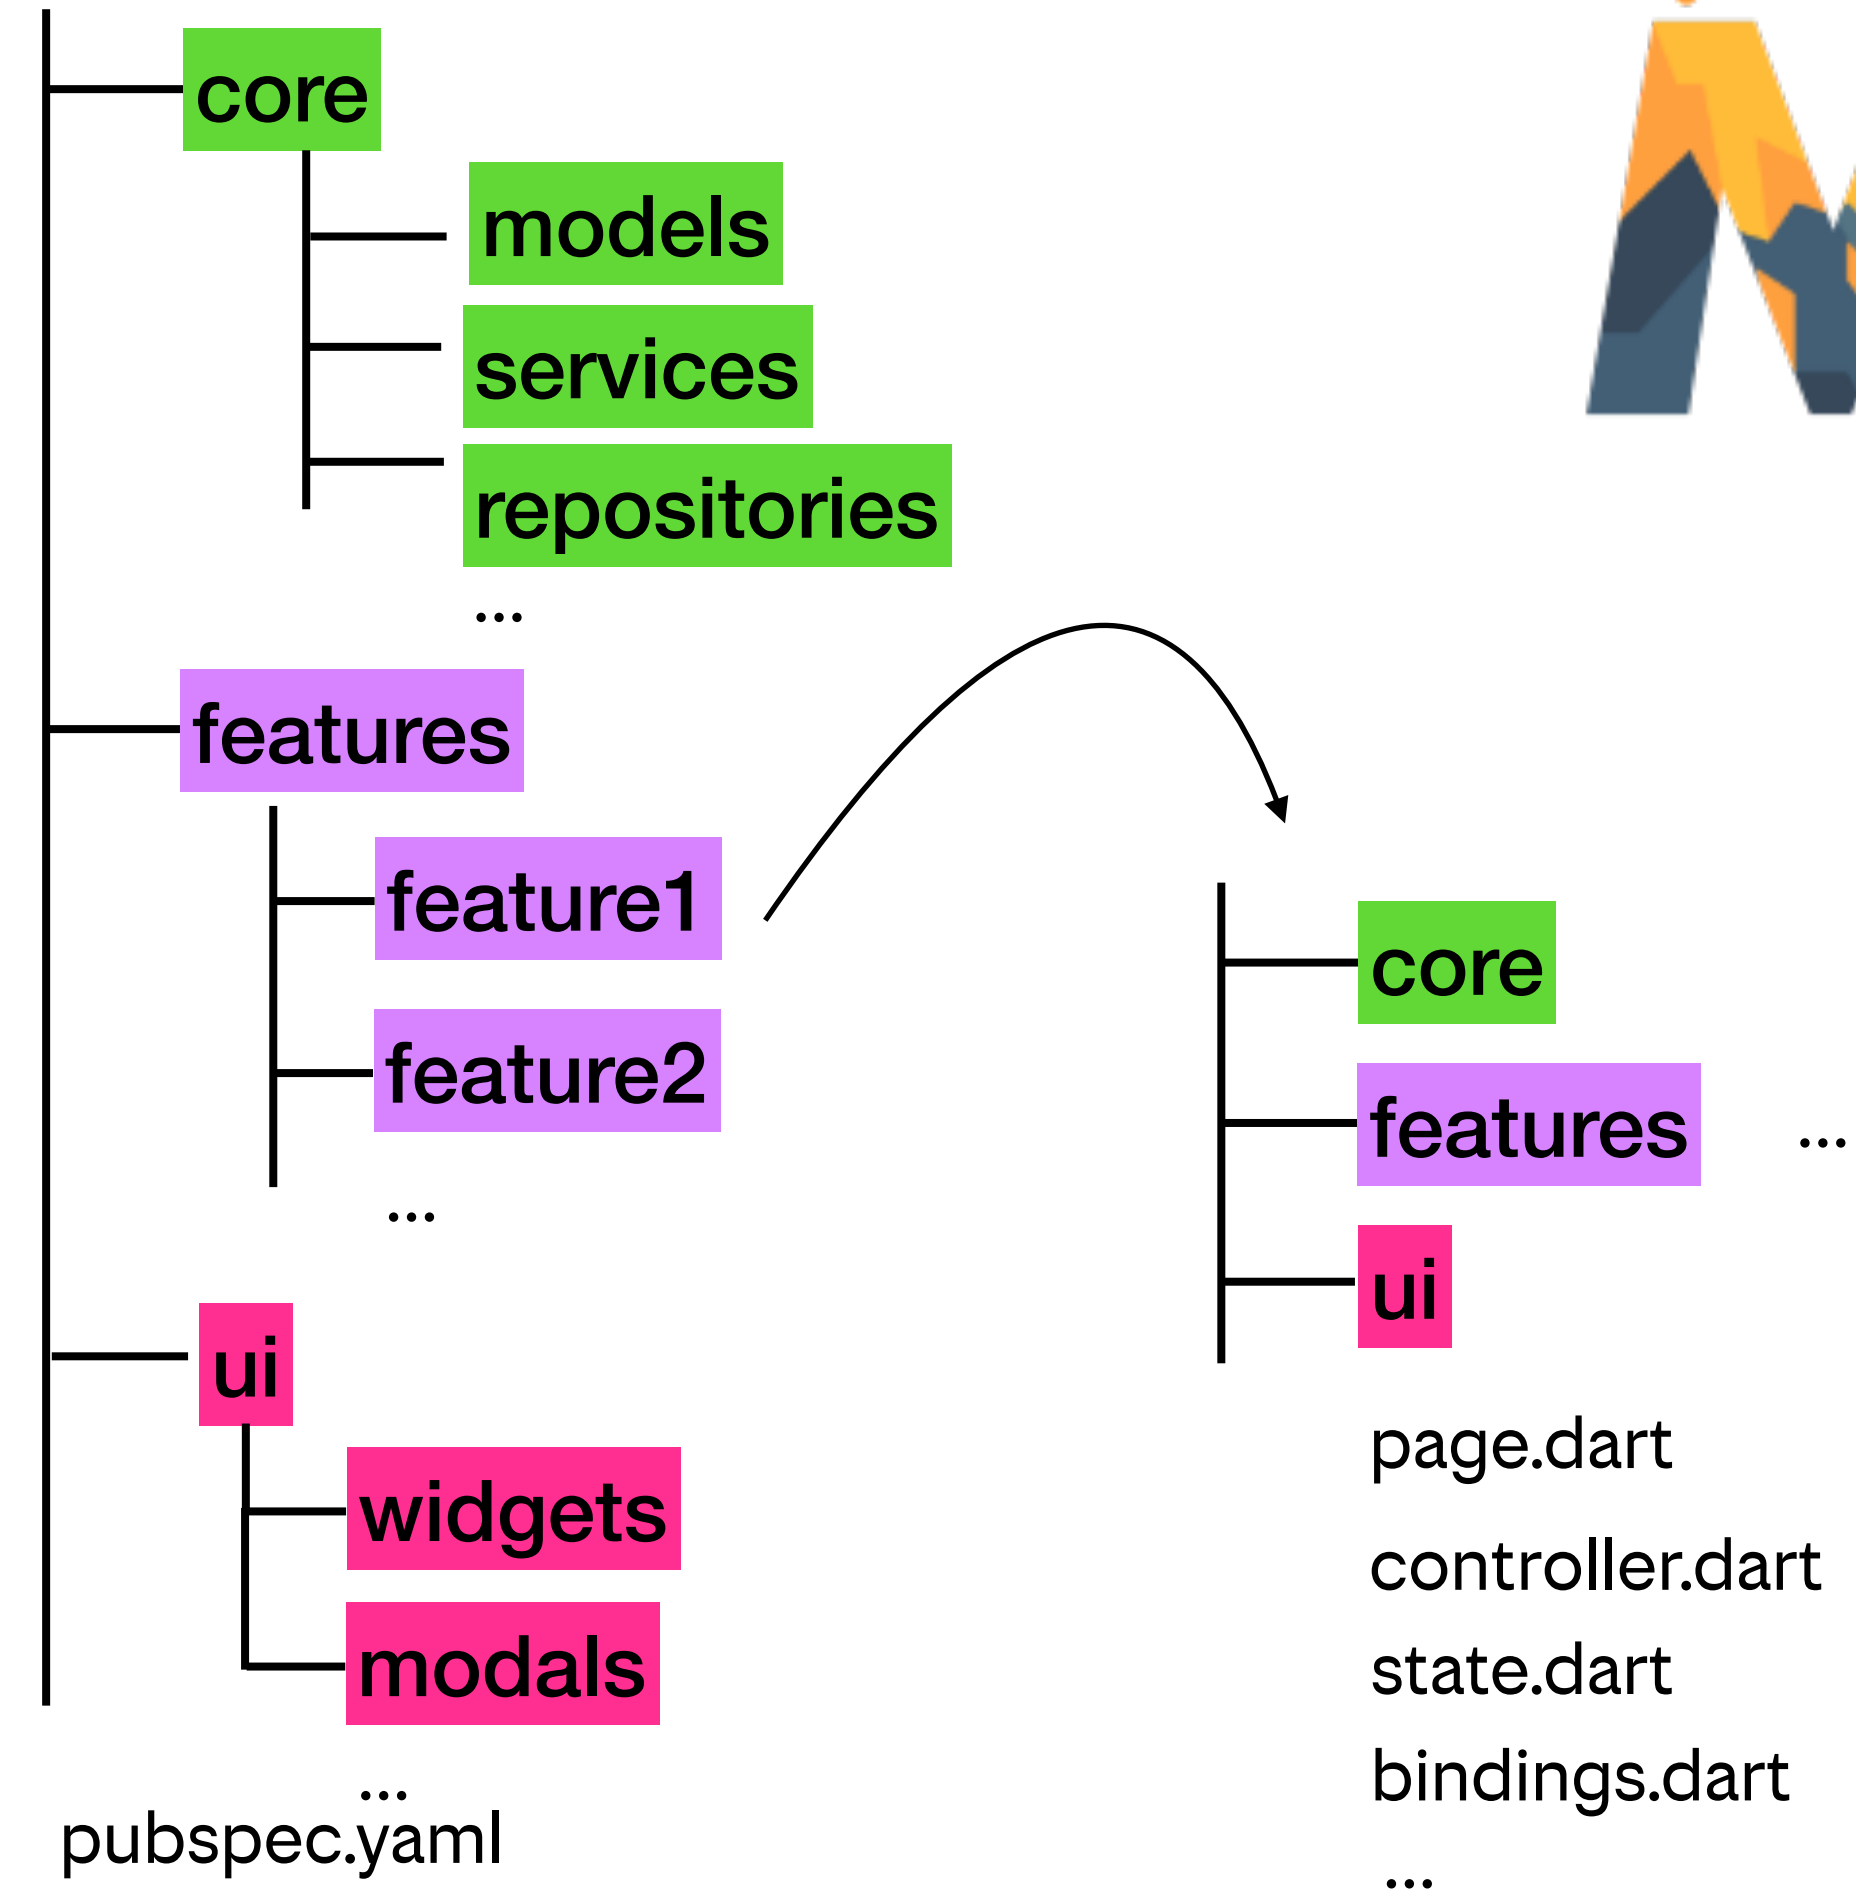 core
models
services
repositories
...
features
feature1
feature2
...
ui
widgets
modals
...
pubspec.yaml
core
features ...
ui
page.dart
controller.dart
state.dart
bindings.dart
...